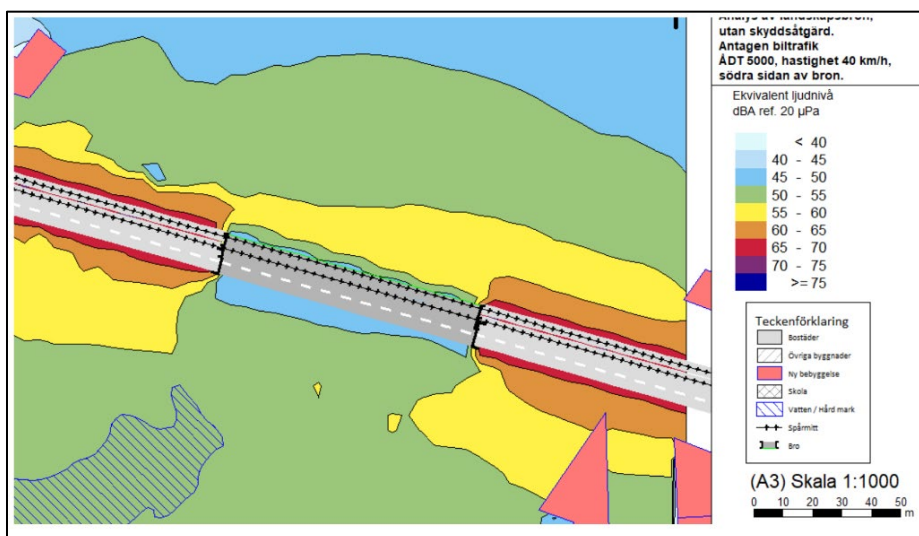 Analys av landskapsbron,
utan skyddsåtgärd.
Antagen biltrafik
ÅDT 5000, hastighet 40 km/h,
södra sidan av bron.
Ekvivalent ljudnivå
dBA ref. 20 µPa
< 40
40 - 45
45 - 50
50 - 55
55 - 60
60 - 65
65 - 70
70 - 75
>= 75
Teckenförklaring
Bostäder
Övriga byggnader
Ny bebyggelse
Skola
Vatten / Hård mark
Spårmitt
Bro
(A3) Skala 1:1000
0 10 20 30 40 50
m